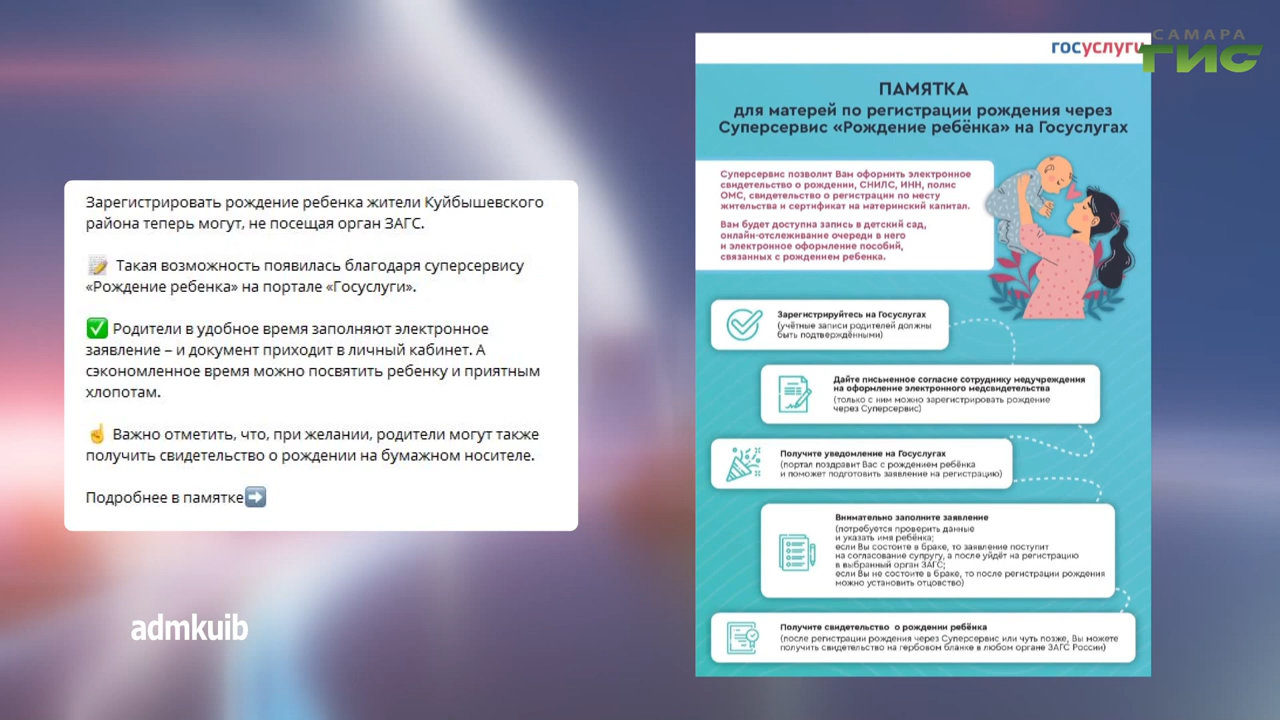 Зарегистрировать рождение ребенка жители Куйбышевского
района теперь могут, не посещая орган ЗАГС.
Такая возможность появилась благодаря суперсервису
«Рождение ребенка» на портале «Госуслуги».
Родители в удобное время заполняют электронное
заявление – и документ приходит в личный кабинет. А
сэкономленное время можно посвятить ребенку и приятным
хлопотам.
Важно отметить, что, при желании, родители могут также
получить свидетельство о рождении на бумажном носителе.
Подробнее в памятке
admkuib
госуслуги
САМАРА
ГИС
ПАМЯТКА
для матерей по регистрации рождения через
Суперсервис «Рождение ребёнка» на Госуслугах
Суперсервис позволит Вам оформить электронное
свидетельство о рождении, СНИЛС, ИНН, полис
ОМС, свидетельство о регистрации по месту
жительства и сертификат на материнский капитал.
Вам будет доступна запись в детский сад,
онлайн-отслеживание очереди в него
и электронное оформление пособий,
связанных с рождением ребенка.
Зарегистрируйтесь на Госуслугах
(учётные записи родителей должны
быть подтверждёнными)
Дайте письменное согласие сотруднику медучреждения
на оформление электронного медсвидетельства
(только с ним можно зарегистрировать рождение
через Суперсервис)
Получите уведомление на Госуслугах
(портал поздравит Вас с рождением ребёнка
и поможет подготовить заявление на регистрацию)
Внимательно заполните заявление
(потребуется проверить данные
и указать имя ребёнка;
если Вы состоите в браке, то заявление поступит
на согласование супругу, а после уйдёт на регистрацию
в выбранный орган ЗАГС;
если Вы не состоите в браке, то после регистрации рождения
можно установить отцовство)
Получите свидетельство о рождении ребёнка
(после регистрации рождения через Суперсервис или чуть позже, Вы можете
получить свидетельство на гербовом бланке в любом органе ЗАГС России)